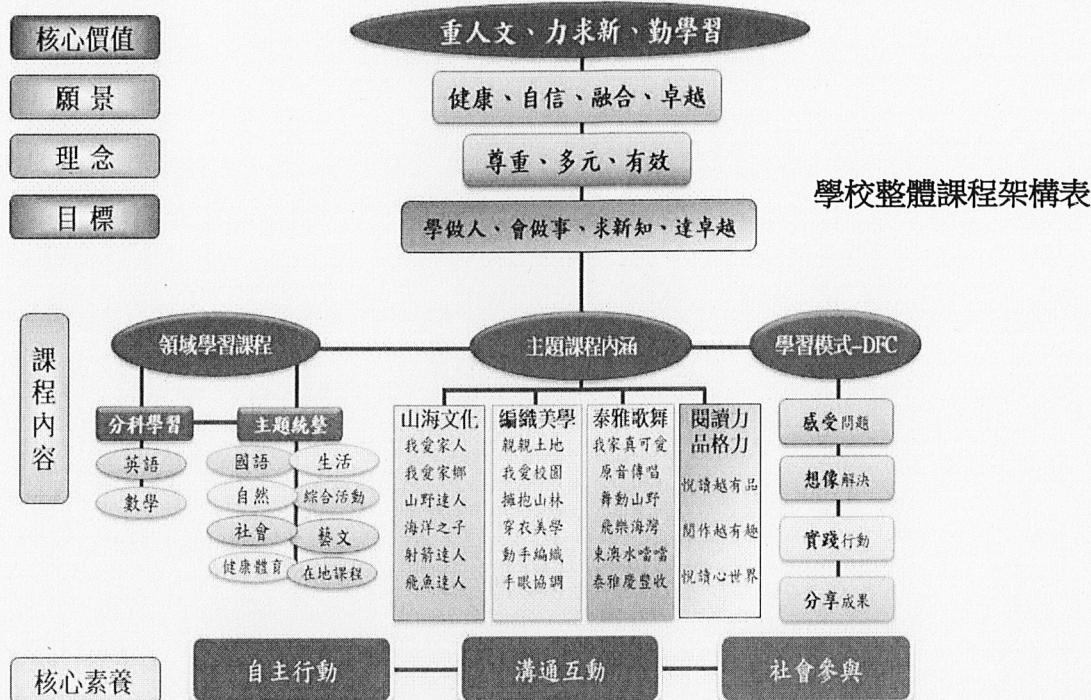 核心價值
重人文、力求新、勤學習
願景
健康、自信、融合、卓越
理念
尊重、多元、有效
目標
學做人、會做事、求新知、達卓越
學校整體課程架構表
課程內容
領域學習課程
主題課程內涵
學習模式-DFC
分科學習
英語
數學
主題統整
國語
生活
自然
綜合活動
社會
藝文
健康體育
在地課程
山海文化
我愛家人
我愛家鄉
山野達人
海洋之子
射箭達人
飛魚達人
編織美學
親親土地
我愛校園
擁抱山林
穿衣美學
動手編織
手眼協調
泰雅歌舞
我家真可愛
原音傳唱
舞動山野
飛樂海灣
東澳水噹噹
泰雅慶豐收
閱讀力
品格力
悅讀越有品
閱作越有趣
悅讀心世界
感受問題
想像解決
實踐行動
分享成果
核心素養
自主行動
溝通互動
社會參與